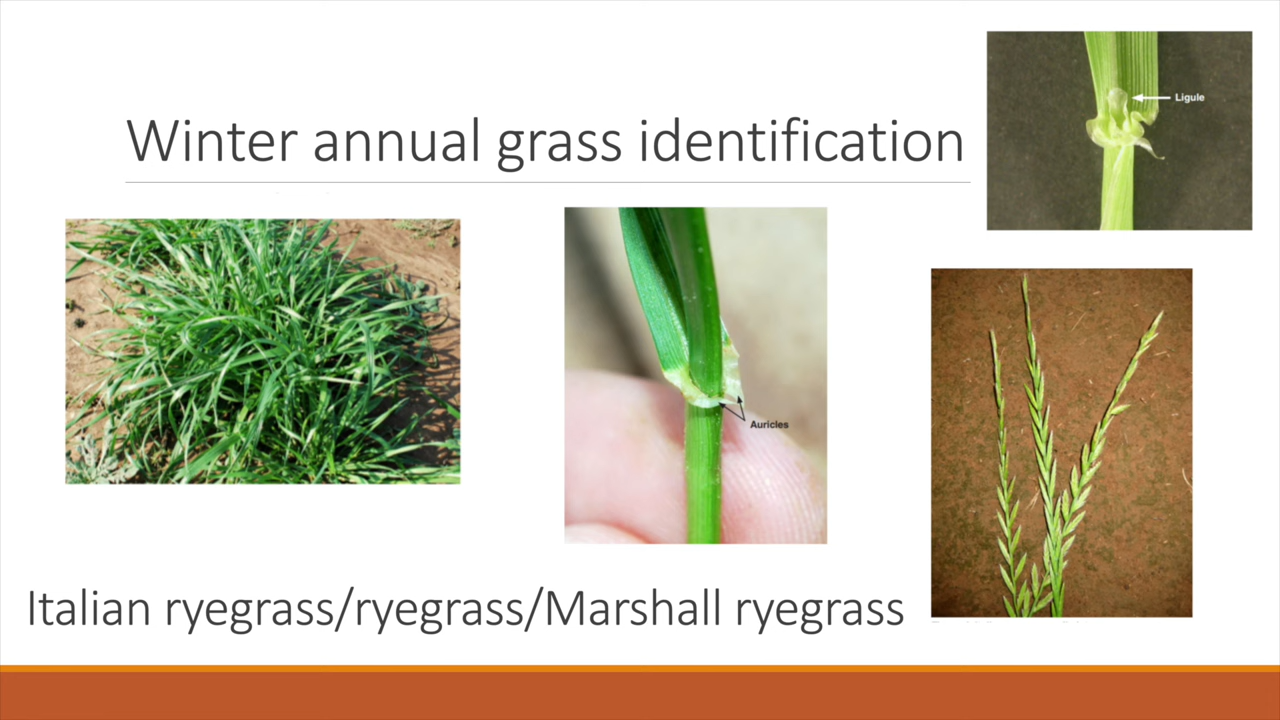 Winter annual grass identification
Ligule
Auricles
Italian ryegrass/ryegrass/Marshall ryegrass